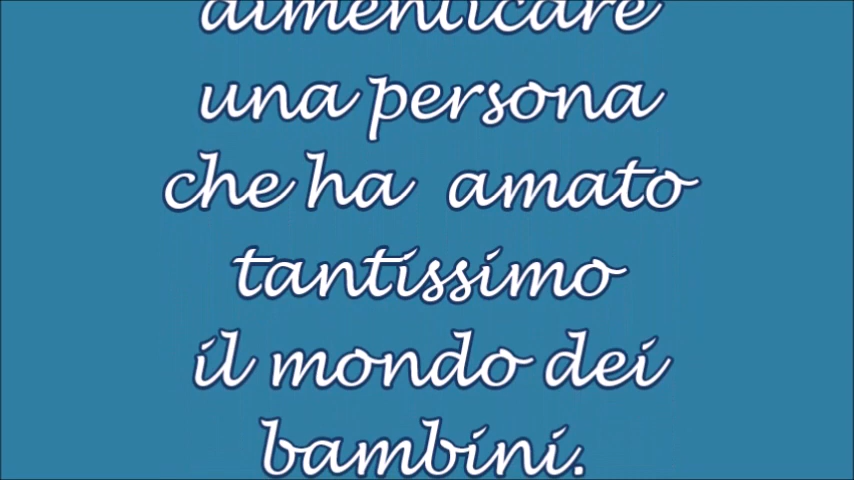 dimenticare
una persona
che ha amato
tantissimo
il mondo dei
bambini.